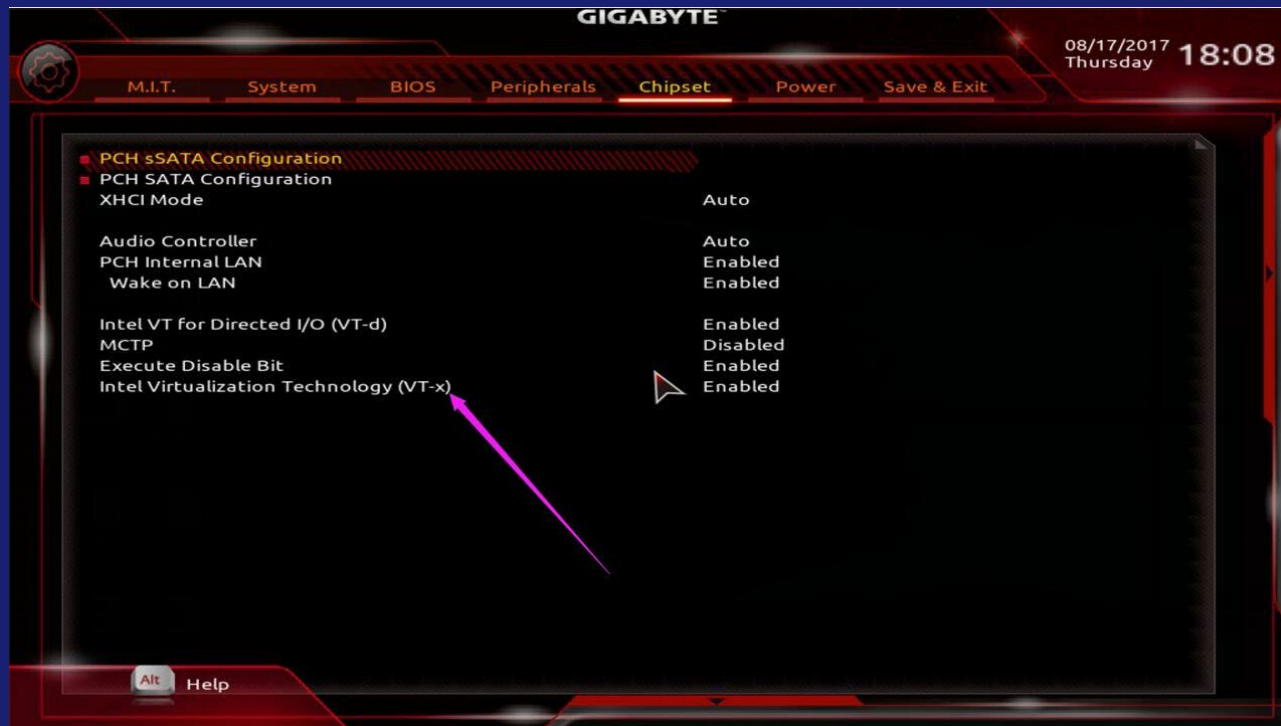 GIGABYTE™
08/17/2017 18:08
Thursday
M.I.T. System BIOS Peripherals Chipset Power Save & Exit
PCH sSATA Configuration
PCH SATA Configuration
XHCI Mode Auto
Audio Controller Auto
PCH Internal LAN Enabled
Wake on LAN Enabled
Intel VT for Directed I/O (VT-d) Enabled
MCTP Disabled
Execute Disable Bit Enabled
Intel Virtualization Technology (VT-x) Enabled
Alt Help